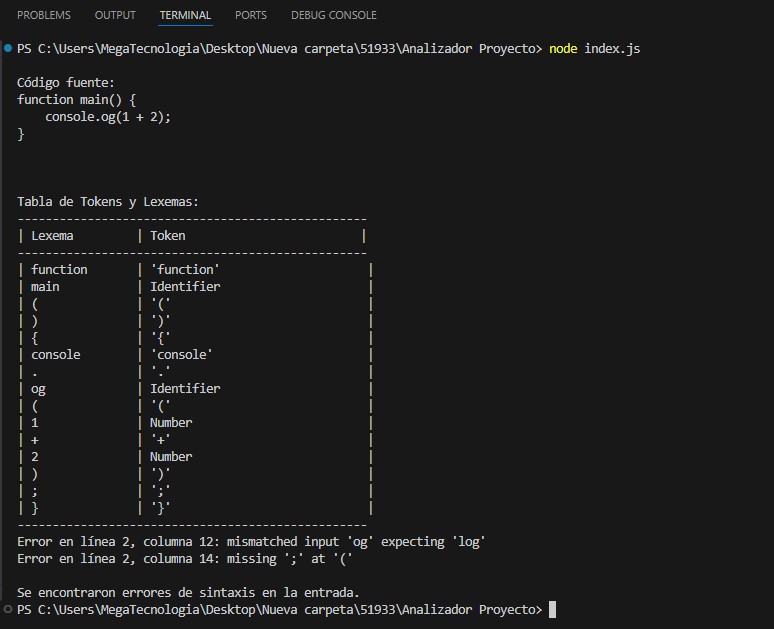 PROBLEMS OUTPUT TERMINAL PORTS DEBUG CONSOLE
PS C:\Users\MegaTecnologia\Desktop\Nueva carpeta\51933\Analizador Proyecto> node index.js
Código fuente:
function main() {
    console.og(1 + 2);
}
Tabla de Tokens y Lexemas:
--------------------------------------------------
| Lexema         | Token                         |
--------------------------------------------------
| function       | 'function'                     |
| main           | Identifier                     |
| (              | '('                            |
| )              | ')'                            |
| {              | '{'                            |
| console        | 'console'                      |
| .              | '.'                            |
| og             | Identifier                     |
| (              | '('                            |
| 1              | Number                         |
| +              | '+'                            |
| 2              | Number                         |
| )              | ')'                            |
| ;              | ';'                            |
| }              | '}'                            |
--------------------------------------------------
Error en línea 2, columna 12: mismatched input 'og' expecting 'log'
Error en línea 2, columna 14: missing ';' at '('
Se encontraron errores de sintaxis en la entrada.
PS C:\Users\MegaTecnologia\Desktop\Nueva carpeta\51933\Analizador Proyecto>